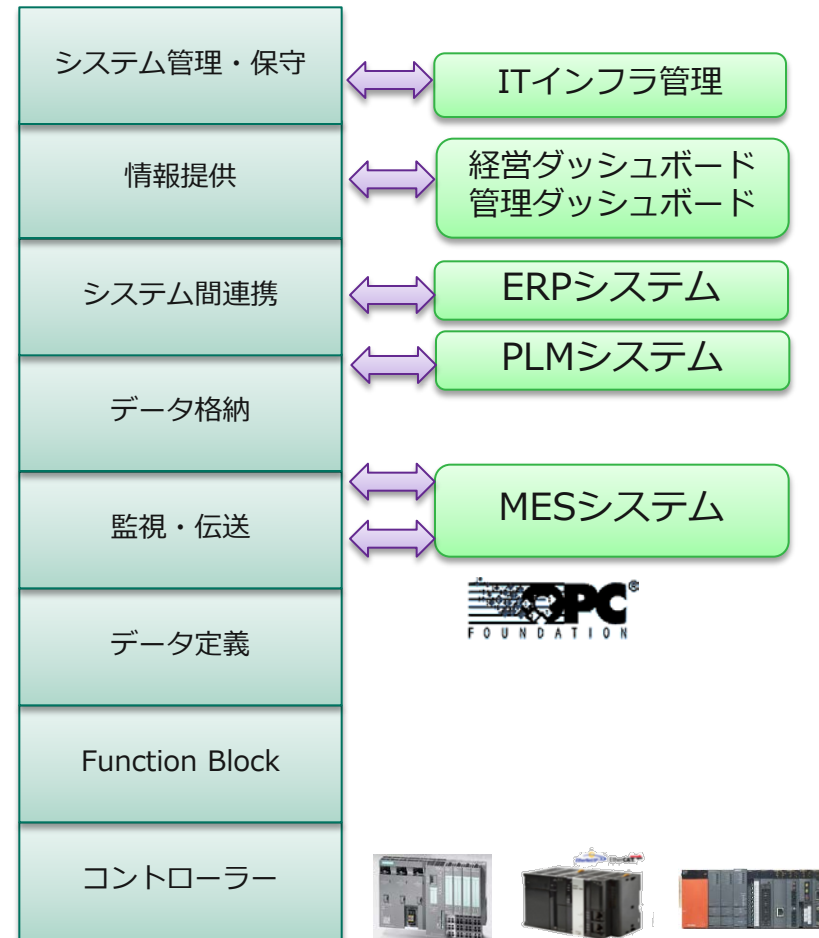 システム管理・保守
ITインフラ管理
情報提供
経営ダッシュボード
管理ダッシュボード
システム間連携
ERPシステム
PLMシステム
データ格納
監視・伝送
MESシステム
OPC®
FOUNDATION
データ定義
Function Block
コントローラー